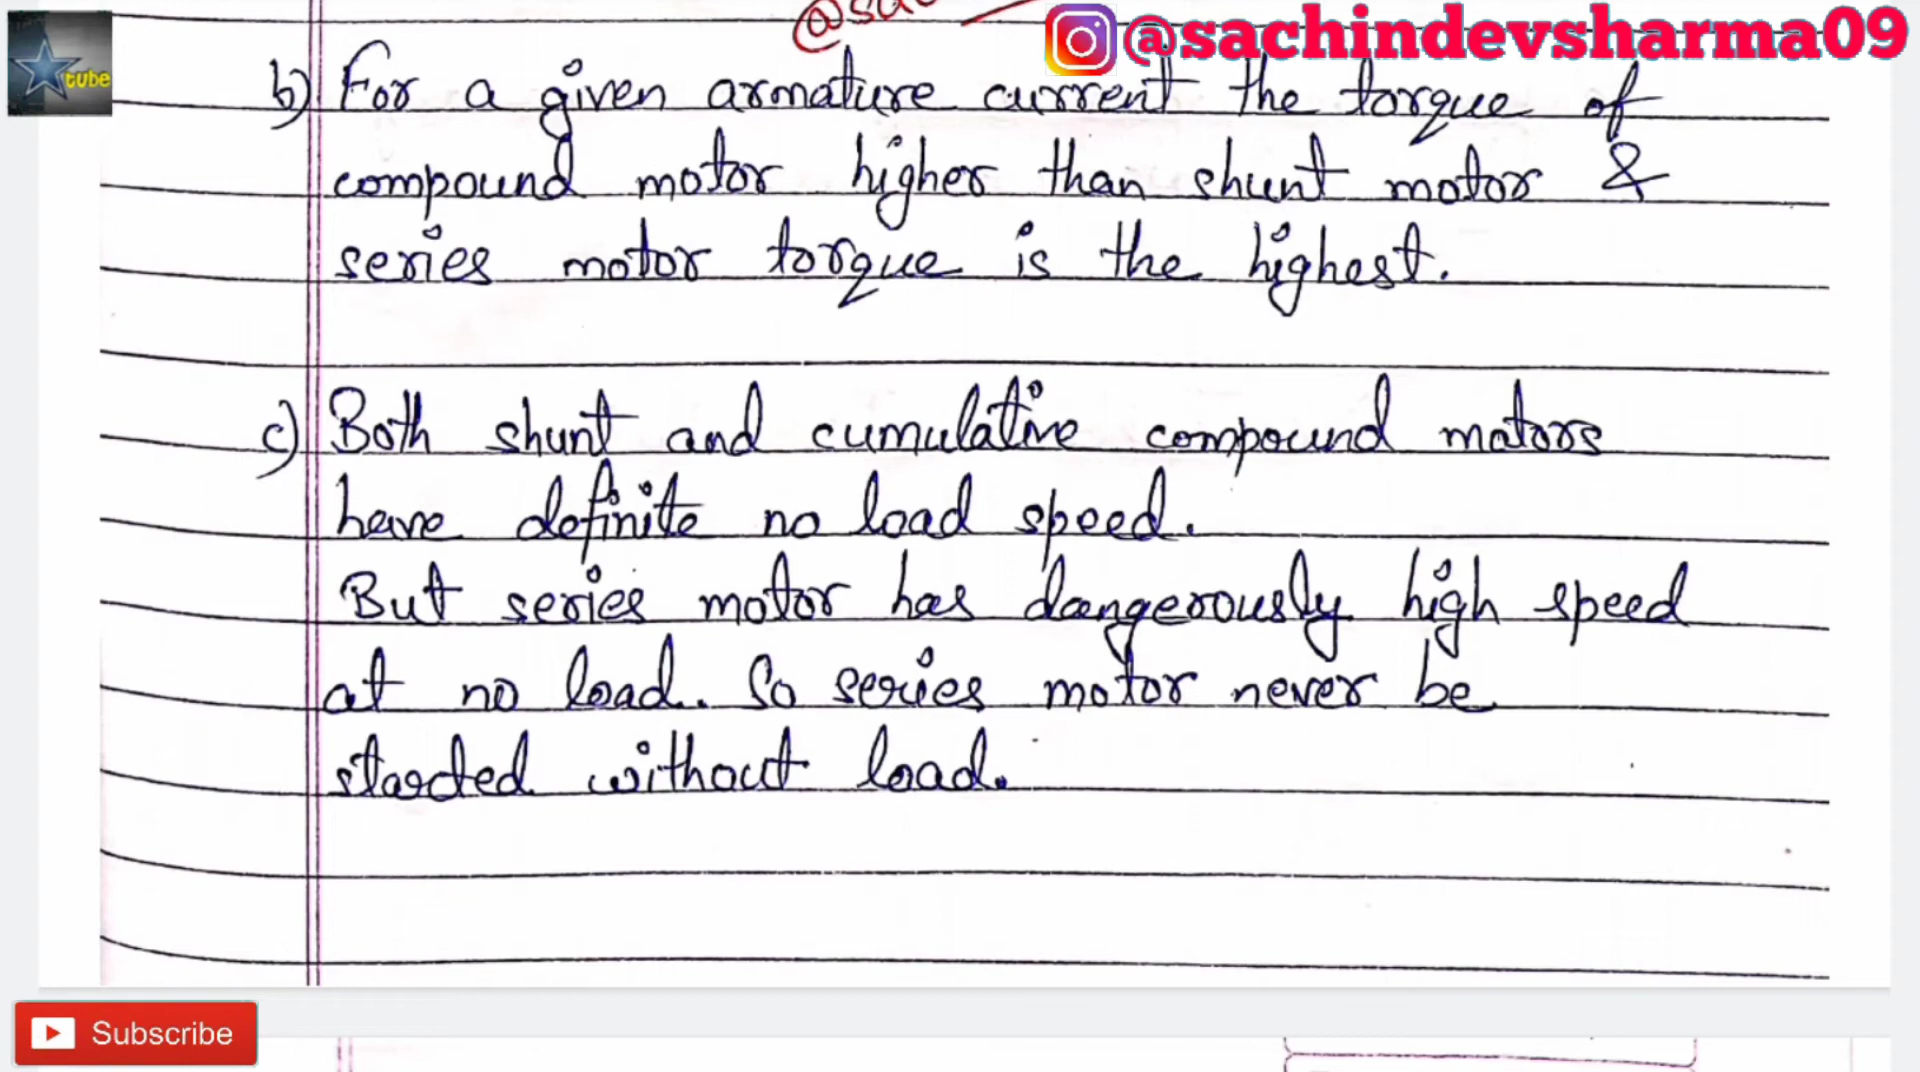 @sachindevsharma09
tube
b) For a given armature current the torque of
compound motor higher than shunt motor &
series motor torque is the highest.
c) Both shunt and cumulative compound motors
have definite no load speed.
But series motor has dangerously high speed
at no load. So series motor never be
started without load.
Subscribe